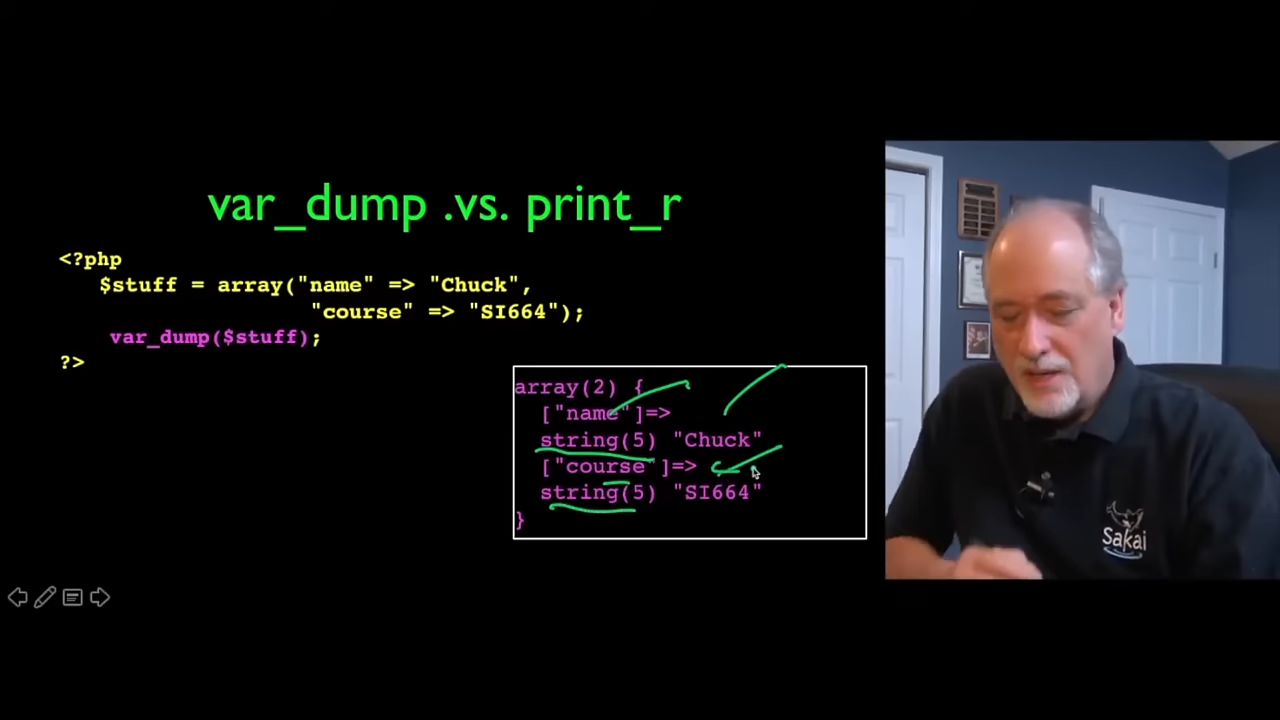 var_dump .vs. print_r
<?php
$stuff = array("name" => "Chuck",
"course" => "SI664");
var_dump($stuff);
?>
array(2) {
["name"]=>
string(5) "Chuck"
["course"]=>
string(5) "SI664"
}
Sakai